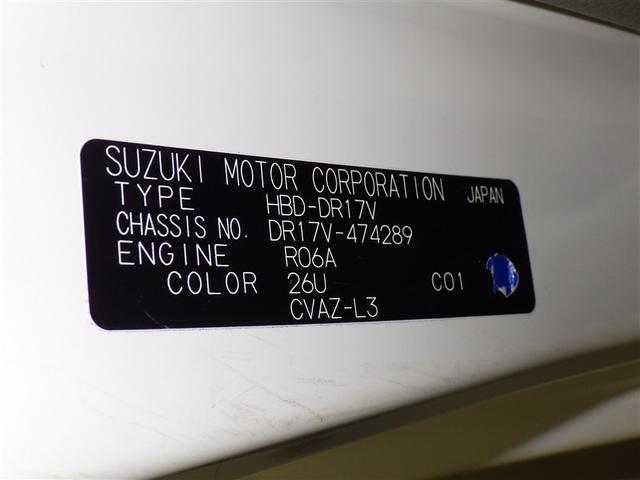 SUZUKI MOTOR CORPORATION JAPAN
TYPE HBD-DR17V
CHASSIS NO. DR17V-474289
ENGINE R06A
COLOR 26U C01
CVAZ-L3